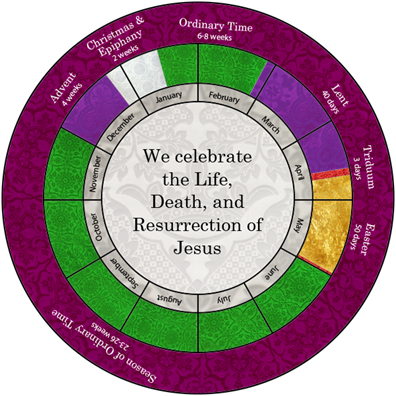 Ordinary Time
6-8 weeks
Lent
40 days
Triduum
3 days
Easter
50 days
Season of Ordinary Time
23-26 weeks
Advent
4 weeks
Christmas &
Epiphany
2 weeks
January
February
March
April
May
June
July
August
September
October
November
December
We celebrate
the Life,
Death, and
Resurrection of
Jesus